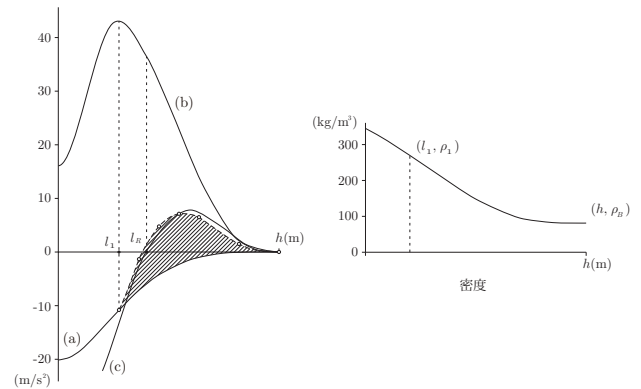 40
30
20
10
0
-10
-20
(m/s²)
(a)
(b)
(c)
l₁
l_R
h(m)
(kg/m³)
300
200
100
0
(l₁, ρ₁)
(h, ρ_B)
h(m)
密度